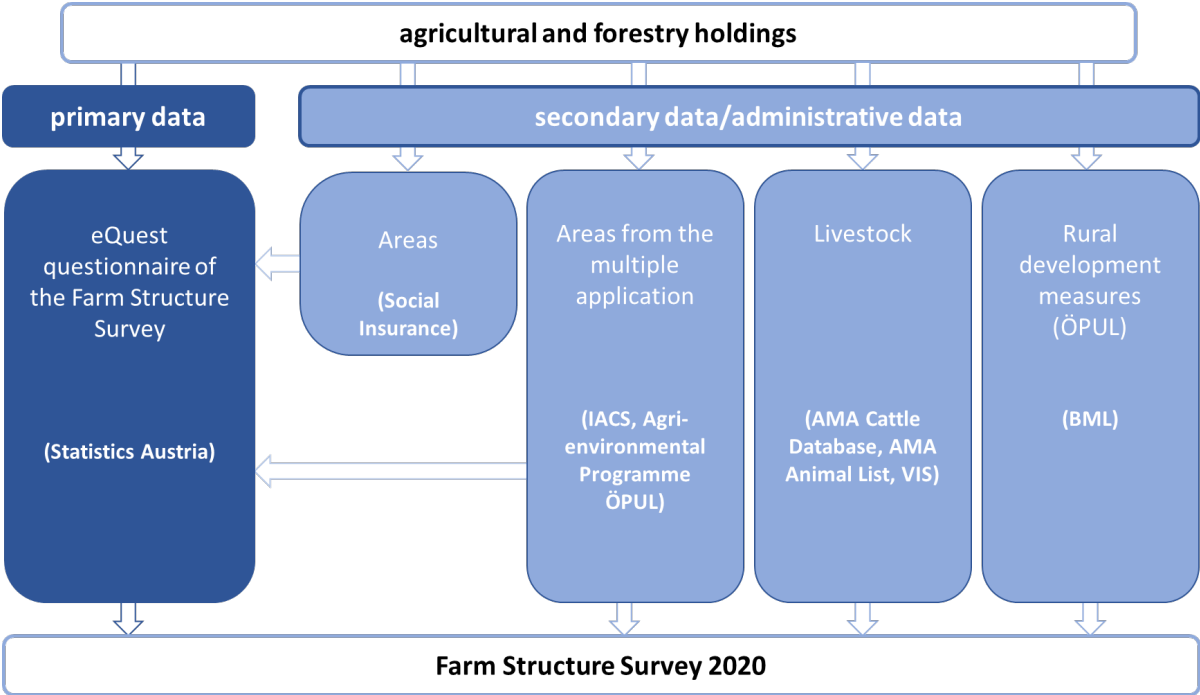 agricultural and forestry holdings
primary data
secondary data/administrative data
eQuest
questionnaire of
the Farm Structure
Survey
(Statistics Austria)
Areas
(Social
Insurance)
Areas from the
multiple
application
(IACS, Agri-
environmental
Programme
ÖPUL)
Livestock
(AMA Cattle
Database, AMA
Animal List, VIS)
Rural
development
measures
(ÖPUL)
(BML)
Farm Structure Survey 2020